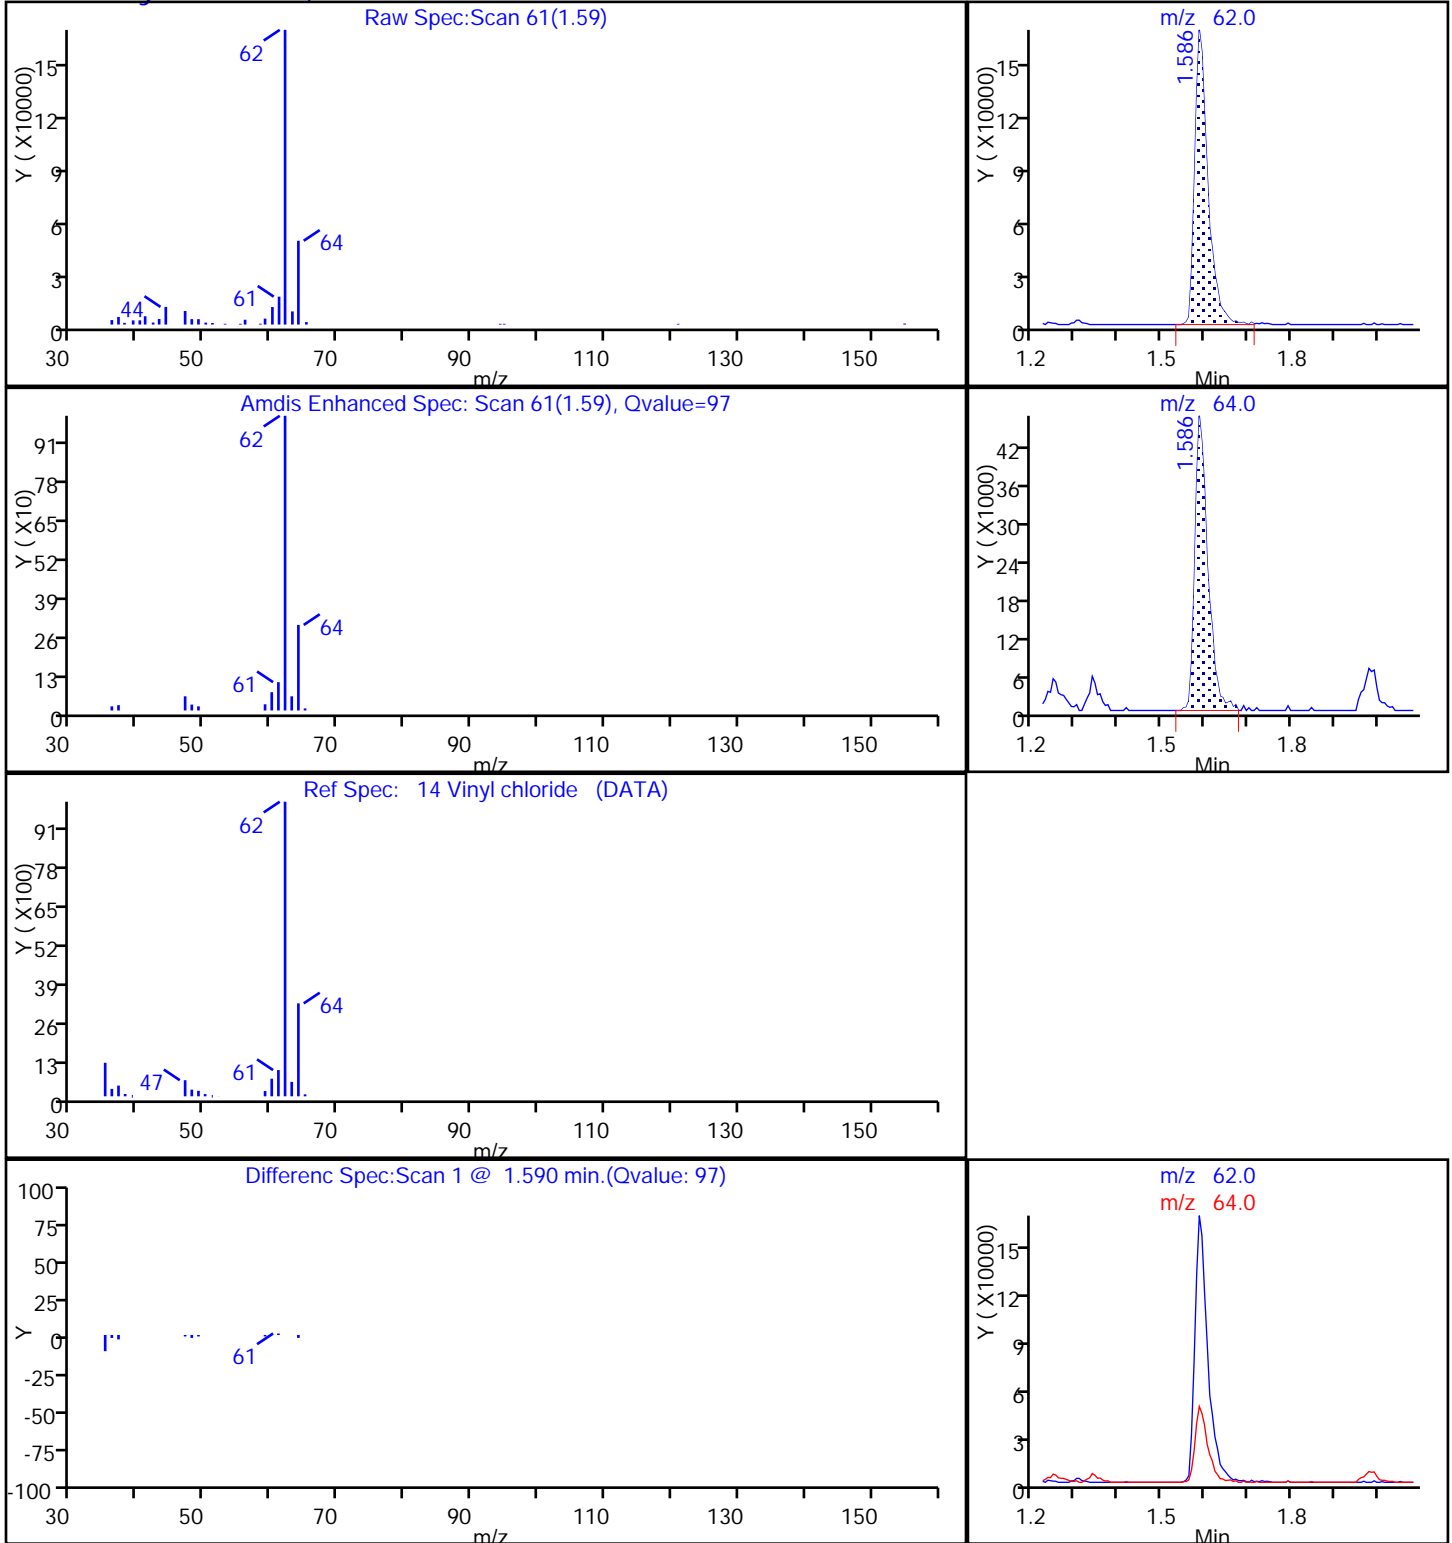 Raw Spec:Scan 61(1.59)
Y ( X10000)
15
12
9
6
3
0
62
64
61
44
30 50 70 90 110 130 150
m/z
m/z 62.0
1.586
Y ( X10000)
15
12
9
6
3
0
1.2 1.5 1.8
Min
Amdis Enhanced Spec: Scan 61(1.59), Qvalue=97
Y ( X10)
91
78
65
52
39
26
13
0
62
64
61
30 50 70 90 110 130 150
m/z
m/z 64.0
1.586
Y ( X1000)
42
36
30
24
18
12
6
0
1.2 1.5 1.8
Min
Ref Spec: 14 Vinyl chloride (DATA)
Y ( X100)
91
78
65
52
39
26
13
0
62
64
61
47
30 50 70 90 110 130 150
m/z
Differenc Spec:Scan 1 @ 1.590 min.(Qvalue: 97)
Y
100
75
50
25
0
-25
-50
-75
-100
61
30 50 70 90 110 130 150
m/z
m/z 62.0
m/z 64.0
Y ( X10000)
15
12
9
6
3
0
1.2 1.5 1.8
Min